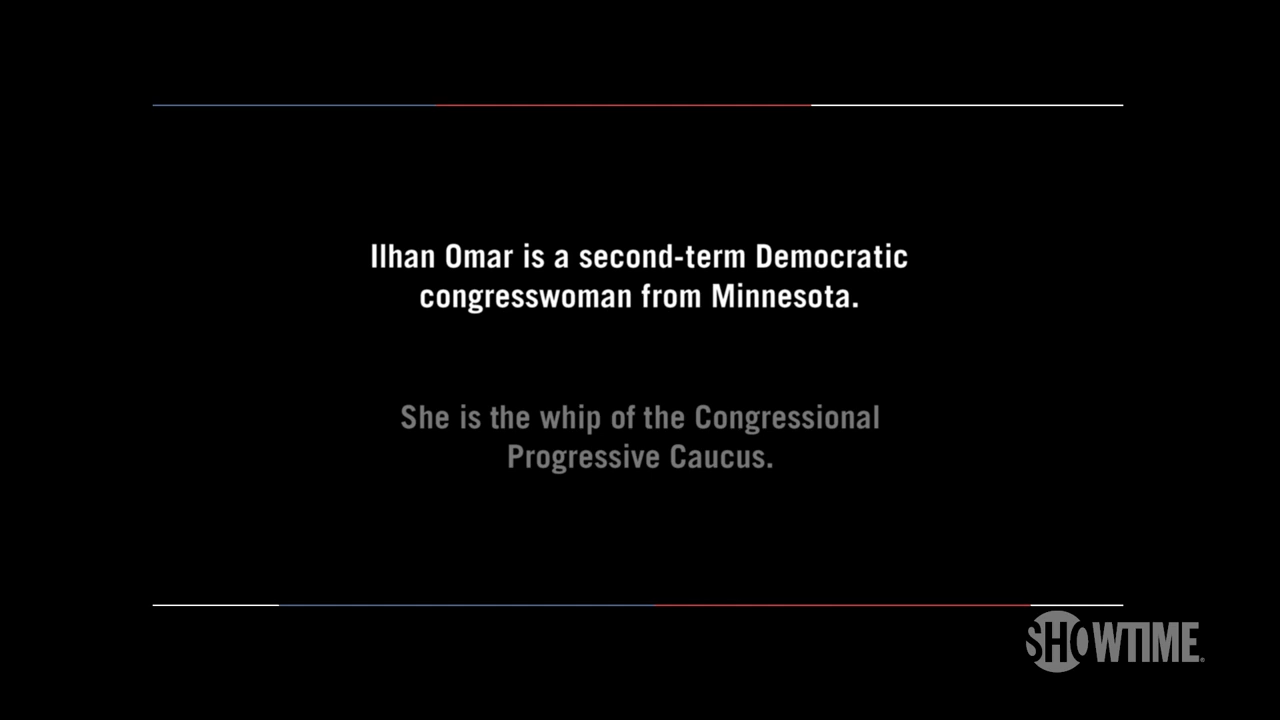 Ilhan Omar is a second-term Democratic
congresswoman from Minnesota.
She is the whip of the Congressional
Progressive Caucus.
SHOWTIME®